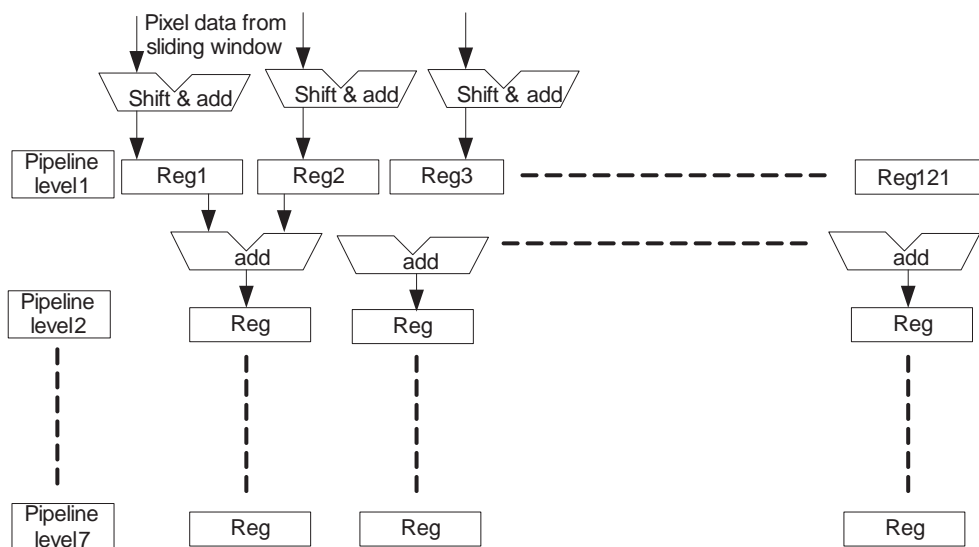 Pixel data from
sliding window
Shift & add
Shift & add
Shift & add
Pipeline
level1
Reg1
Reg2
Reg3
Reg121
add
add
add
Pipeline
level2
Reg
Reg
Reg
Pipeline
level7
Reg
Reg
Reg